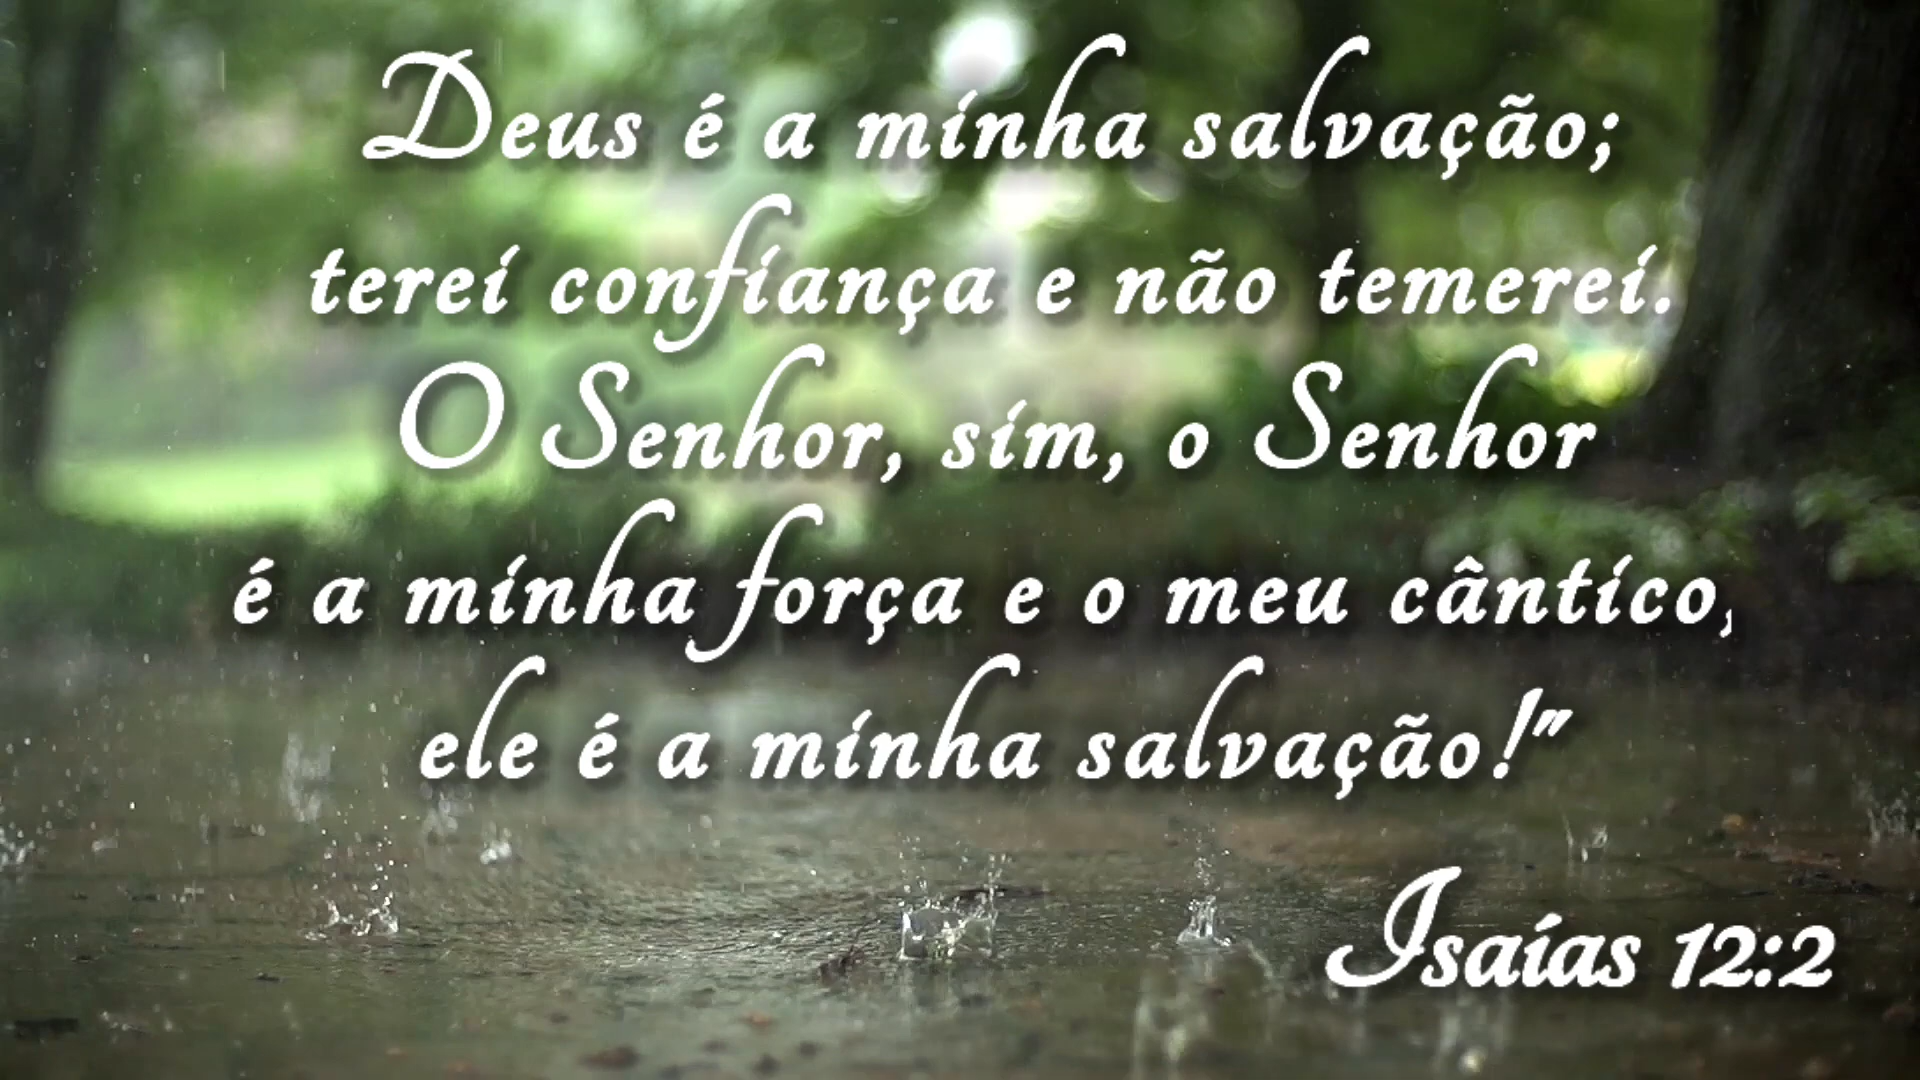 Deus é a minha salvação;
terei confiança e não temerei.
O Senhor, sim, o Senhor
é a minha força e o meu cântico,
ele é a minha salvação!"
Isaías 12:2